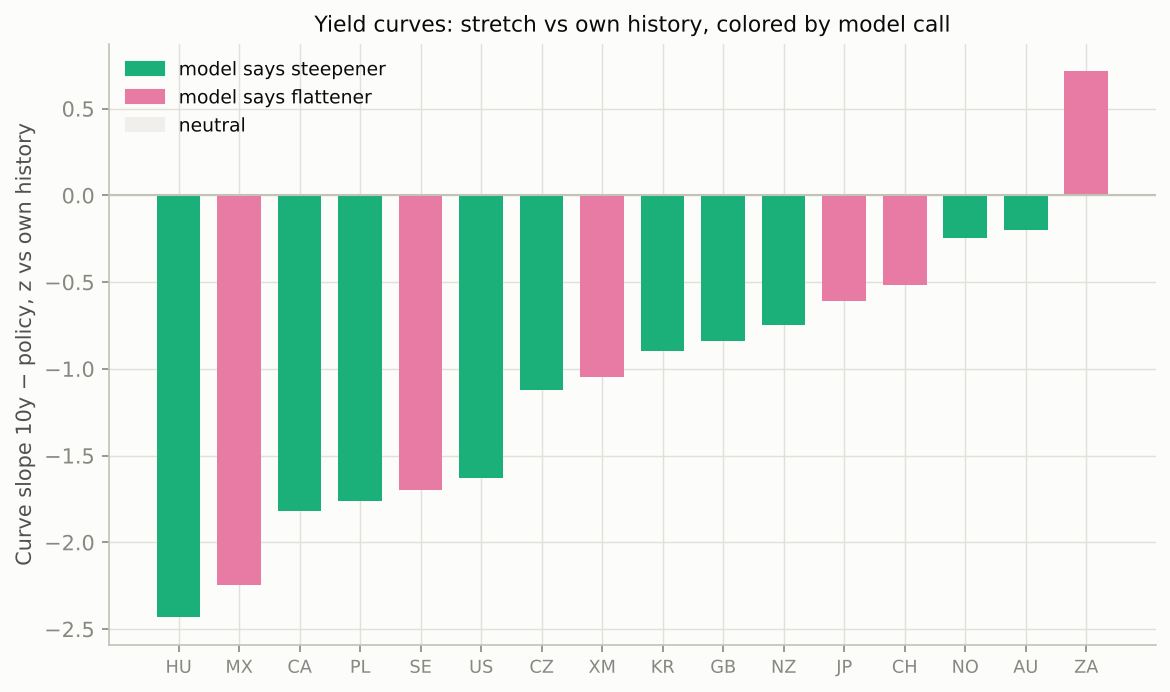 Yield curves: stretch vs own history, colored by model call
model says steepener
model says flattener
neutral
Curve slope 10y − policy, z vs own history
0.5
0.0
−0.5
−1.0
−1.5
−2.0
−2.5
HU MX CA PL SE US CZ XM KR GB NZ JP CH NO AU ZA